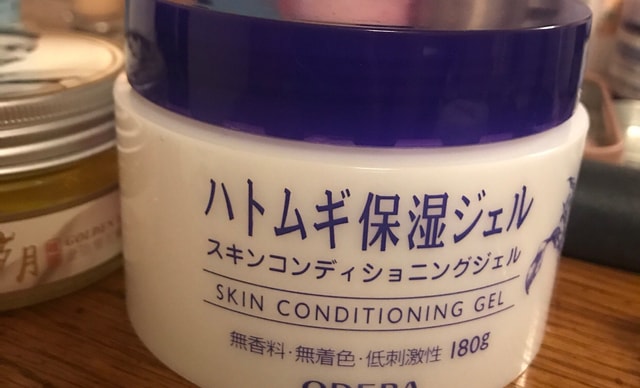 ハトムギ保湿ジェル
スキンコンディショニングジェル
SKIN CONDITIONING GEL
無香料・無着色・低刺激性 180g
GOLDEN
月